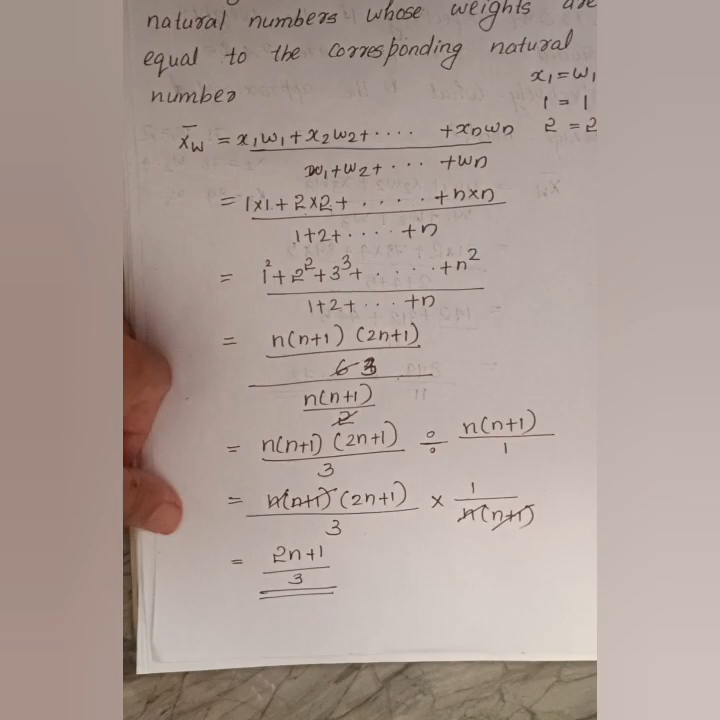 natural numbers whose weights are
equal to the corresponding natural
number
x₁ = w₁
1 = 1
2 = 2
x̄w = x₁w₁ + x₂w₂ + .... + xnwn
w₁ + w₂ + ... + wn
= 1×1 + 2×2 + ..... + n×n
1+2+ .... + n
= 1² + 2² + 3³ + ..... + n²
1+2+ ... + n
= n(n+1) (2n+1)
6 3
n(n+1)
2
= n(n+1) (2n+1) ÷ n(n+1)
3 1
= n(n+1) (2n+1) × 1
3 n(n+1)
= 2n+1
3